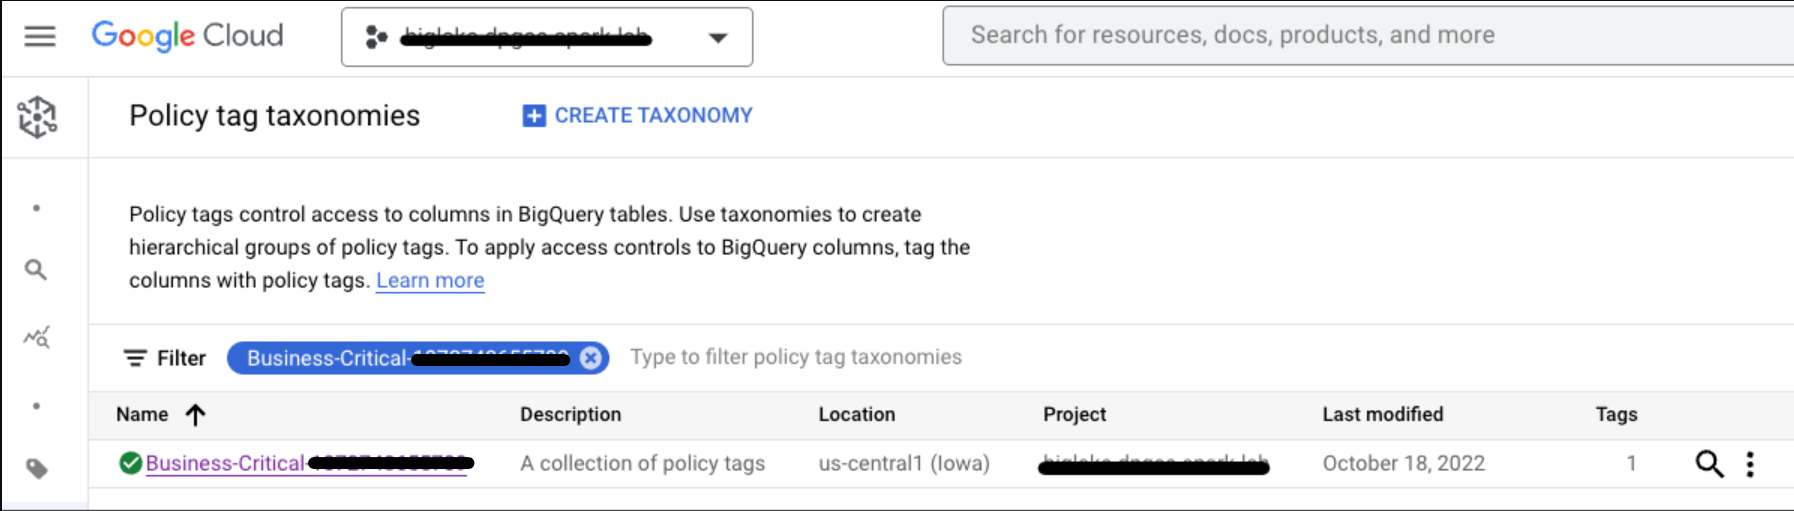 Google Cloud
Search for resources, docs, products, and more
Policy tag taxonomies
CREATE TAXONOMY
Policy tags control access to columns in BigQuery tables. Use taxonomies to create
hierarchical groups of policy tags. To apply access controls to BigQuery columns, tag the
columns with policy tags. Learn more
Filter Business-Critical- Type to filter policy tag taxonomies
Name Description Location Project Last modified Tags
Business-Critical- A collection of policy tags us-central1 (Iowa) October 18, 2022 1